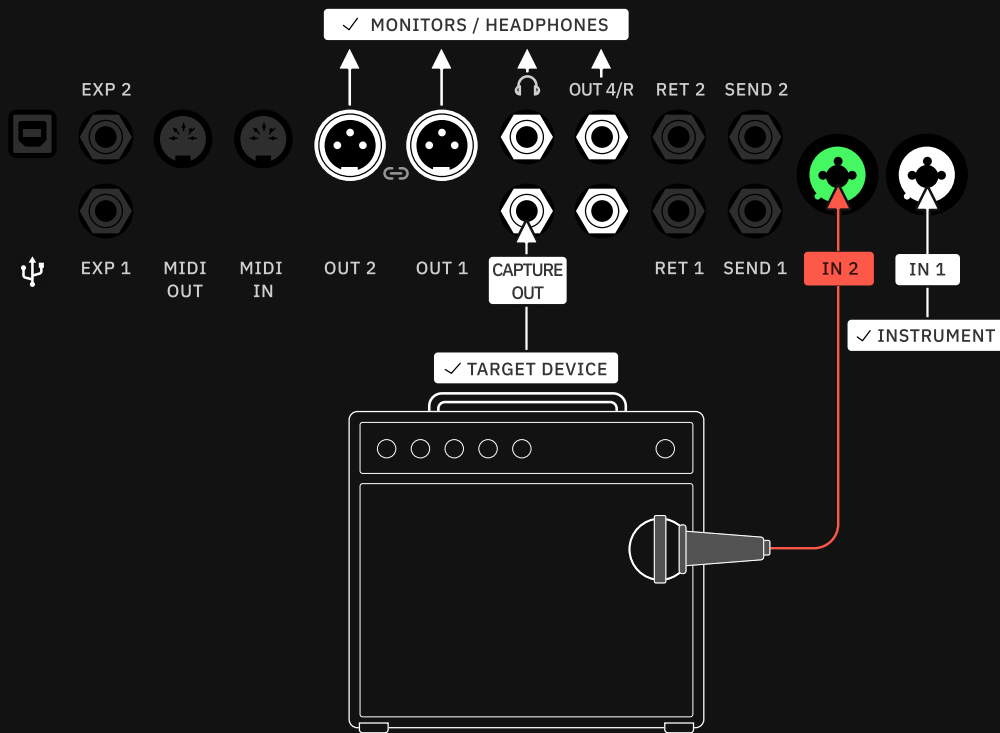 ✓ MONITORS / HEADPHONES
EXP 2
OUT 4/R
RET 2
SEND 2
EXP 1
MIDI
OUT
MIDI
IN
OUT 2
OUT 1
CAPTURE
OUT
RET 1
SEND 1
IN 2
IN 1
✓ INSTRUMENT
✓ TARGET DEVICE